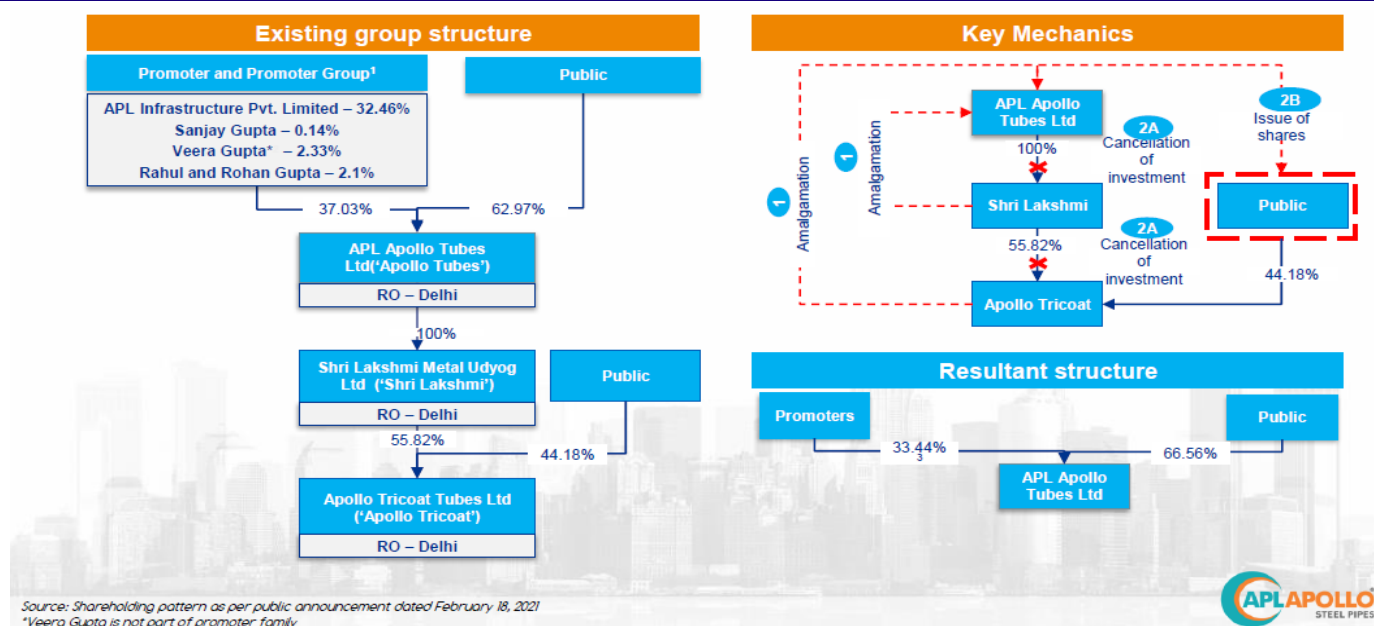 Existing group structure
Promoter and Promoter Group1
Public
APL Infrastructure Pvt. Limited – 32.46%
Sanjay Gupta – 0.14%
Veera Gupta* – 2.33%
Rahul and Rohan Gupta – 2.1%
37.03%
62.97%
APL Apollo Tubes
Ltd('Apollo Tubes')
RO – Delhi
100%
Shri Lakshmi Metal Udyog
Ltd ('Shri Lakshmi')
RO – Delhi
Public
55.82%
44.18%
Apollo Tricoat Tubes Ltd
('Apollo Tricoat')
RO – Delhi
Key Mechanics
1
Amalgamation
1
Amalgamation
APL Apollo
Tubes Ltd
100%
2A
Cancellation
of
investment
2B
Issue of
shares
Shri Lakshmi
Public
55.82%
2A
Cancellation
of
investment
44.18%
Apollo Tricoat
Resultant structure
Promoters
Public
33.44%
3
66.56%
APL Apollo
Tubes Ltd
Source: Shareholding pattern as per public announcement dated February 18, 2021
*Veera Gupta is not part of promoter family
APL APOLLO
STEEL PIPES